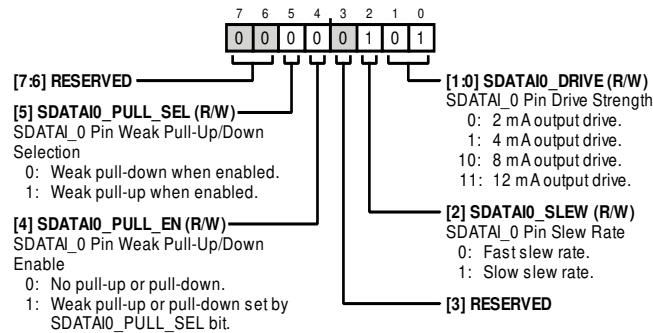 7 6 5 4 3 2 1 0
0 0 0 0 0 1 0 1
[7:6] RESERVED
[5] SDATAI0_PULL_SEL (R/W)
SDATAI_0 Pin Weak Pull-Up/Down
Selection
0: Weak pull-down when enabled.
1: Weak pull-up when enabled.
[4] SDATAI0_PULL_EN (R/W)
SDATAI_0 Pin Weak Pull-Up/Down
Enable
0: No pull-up or pull-down.
1: Weak pull-up or pull-down set by
SDATAI0_PULL_SEL bit.
[1:0] SDATAI0_DRIVE (R/W)
SDATAI_0 Pin Drive Strength
0: 2 mA output drive.
1: 4 mA output drive.
10: 8 mA output drive.
11: 12 mA output drive.
[2] SDATAI0_SLEW (R/W)
SDATAI_0 Pin Slew Rate
0: Fast slew rate.
1: Slow slew rate.
[3] RESERVED